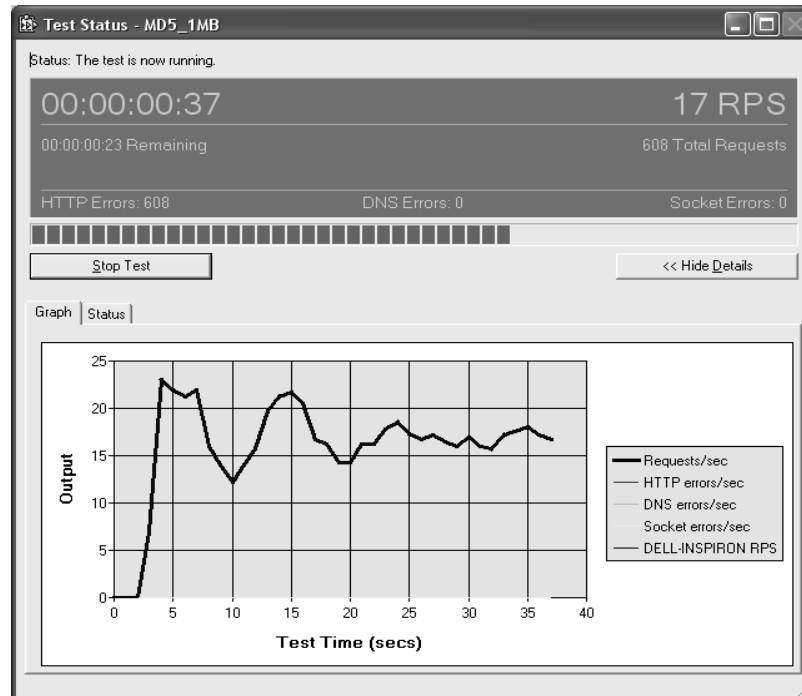 Test Status - MD5_1MB
Status: The test is now running.
00:00:00:37 17 RPS
00:00:00:23 Remaining 608 Total Requests
HTTP Errors: 608 DNS Errors: 0 Socket Errors: 0
Stop Test << Hide Details
Graph Status
25
20
15
10
5
0
Output
0 5 10 15 20 25 30 35 40
Test Time (secs)
Requests/sec
HTTP errors/sec
DNS errors/sec
Socket errors/sec
DELL-INSPIRON RPS